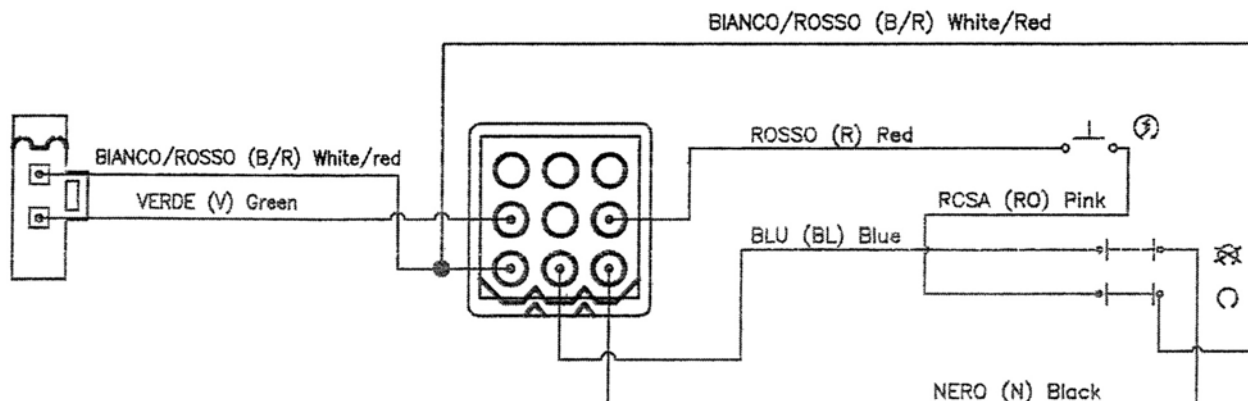 BIANCO/ROSSO (B/R) White/Red
ROSSO (R) Red
BIANCO/ROSSO (B/R) White/red
VERDE (V) Green
RCSA (RO) Pink
BLU (BL) Blue
NERO (N) Black